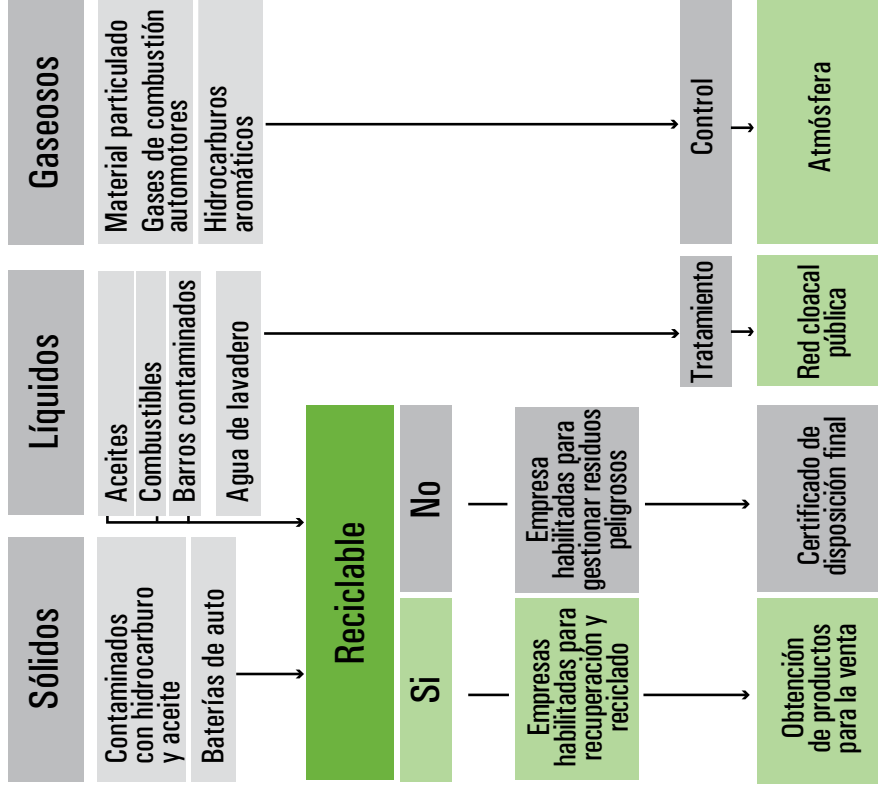 Sólidos
Contaminados
con hidrocarburo
y aceite
Baterías de auto
Líquidos
Aceites
Combustibles
Barros contaminados
Agua de lavadero
Gaseosos
Material particulado
Gases de combustión
automotores
Hidrocarburos
aromáticos
Reciclable
Si
No
Empresas
habilitadas para
recuperación y
reciclado
Empresa
habilitadas para
gestionar residuos
peligrosos
Tratamiento
Control
Obtención
de productos
para la venta
Certificado de
disposición final
Red cloacal
pública
Atmósfera